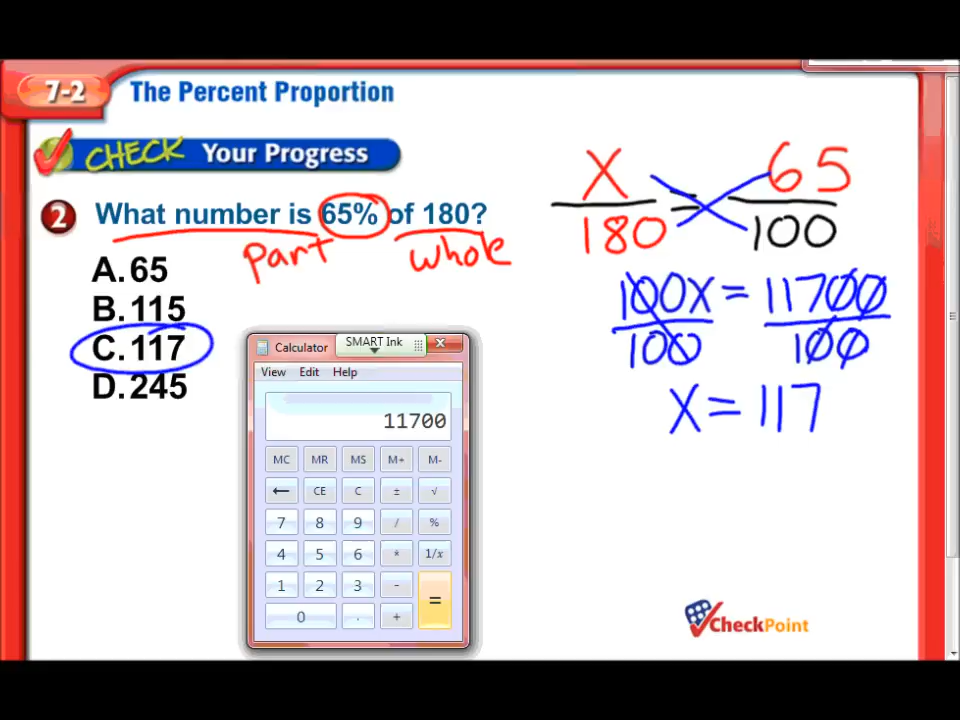 7-2 The Percent Proportion
CHECK Your Progress
2 What number is 65% of 180?
part whole
A. 65
B. 115
C. 117
D. 245
X = 65
180 100
100X = 11700
100 100
X = 117
Calculator SMART Ink
View Edit Help
11700
MC MR MS M+ M-
← CE C ± √
7 8 9 / %
4 5 6 * 1/x
1 2 3 - =
0 . +
CheckPoint